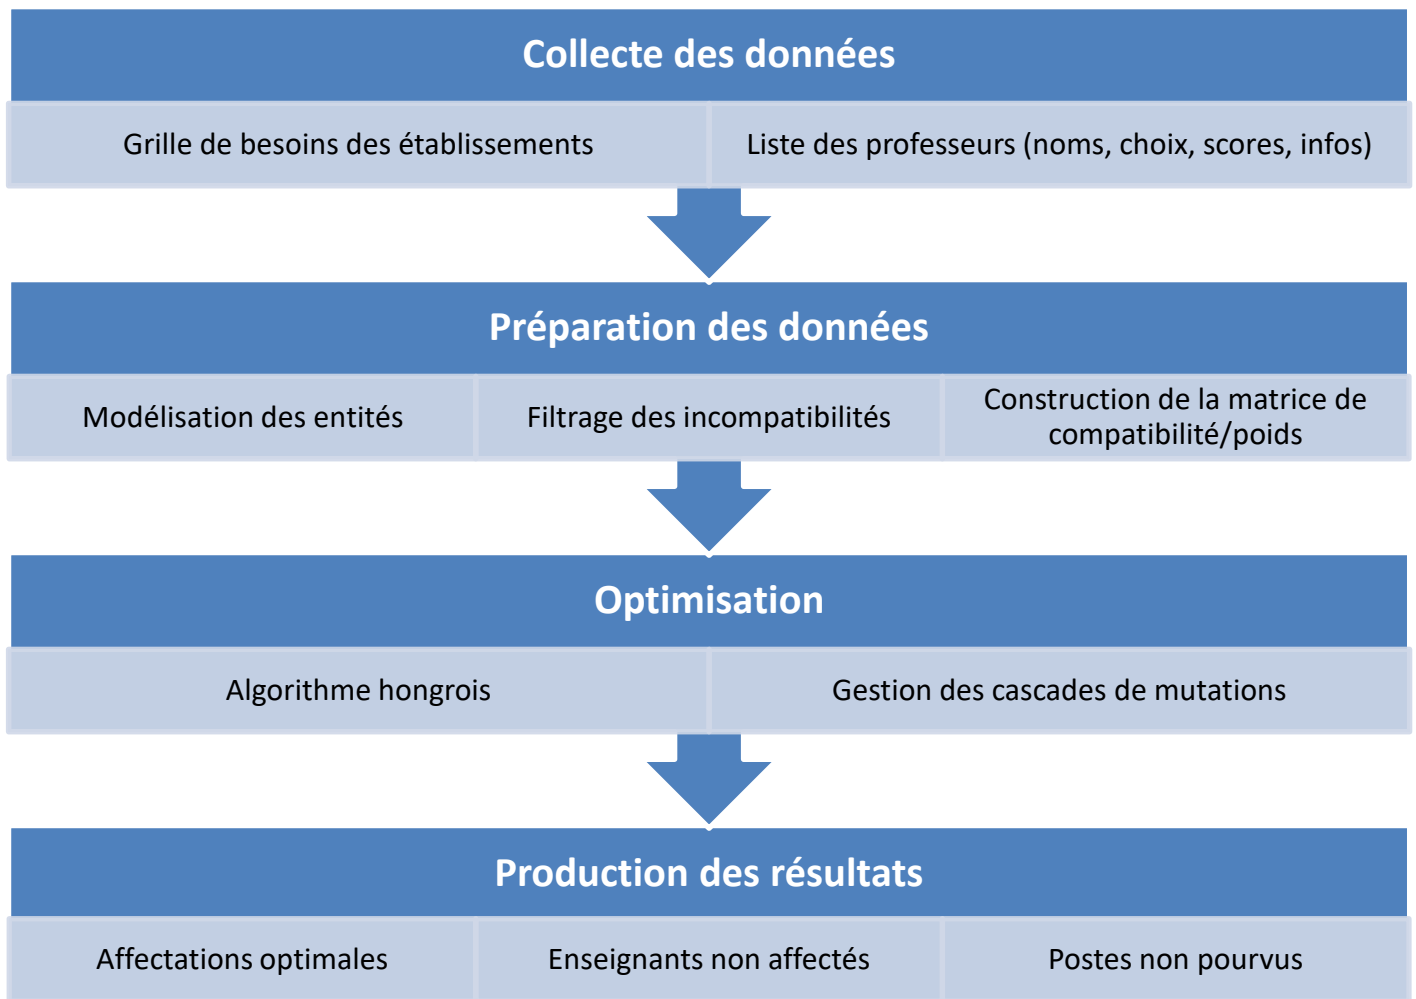 Collecte des données
Grille de besoins des établissements
Liste des professeurs (noms, choix, scores, infos)
Préparation des données
Modélisation des entités
Filtrage des incompatibilités
Construction de la matrice de
compatibilité/poids
Optimisation
Algorithme hongrois
Gestion des cascades de mutations
Production des résultats
Affectations optimales
Enseignants non affectés
Postes non pourvus